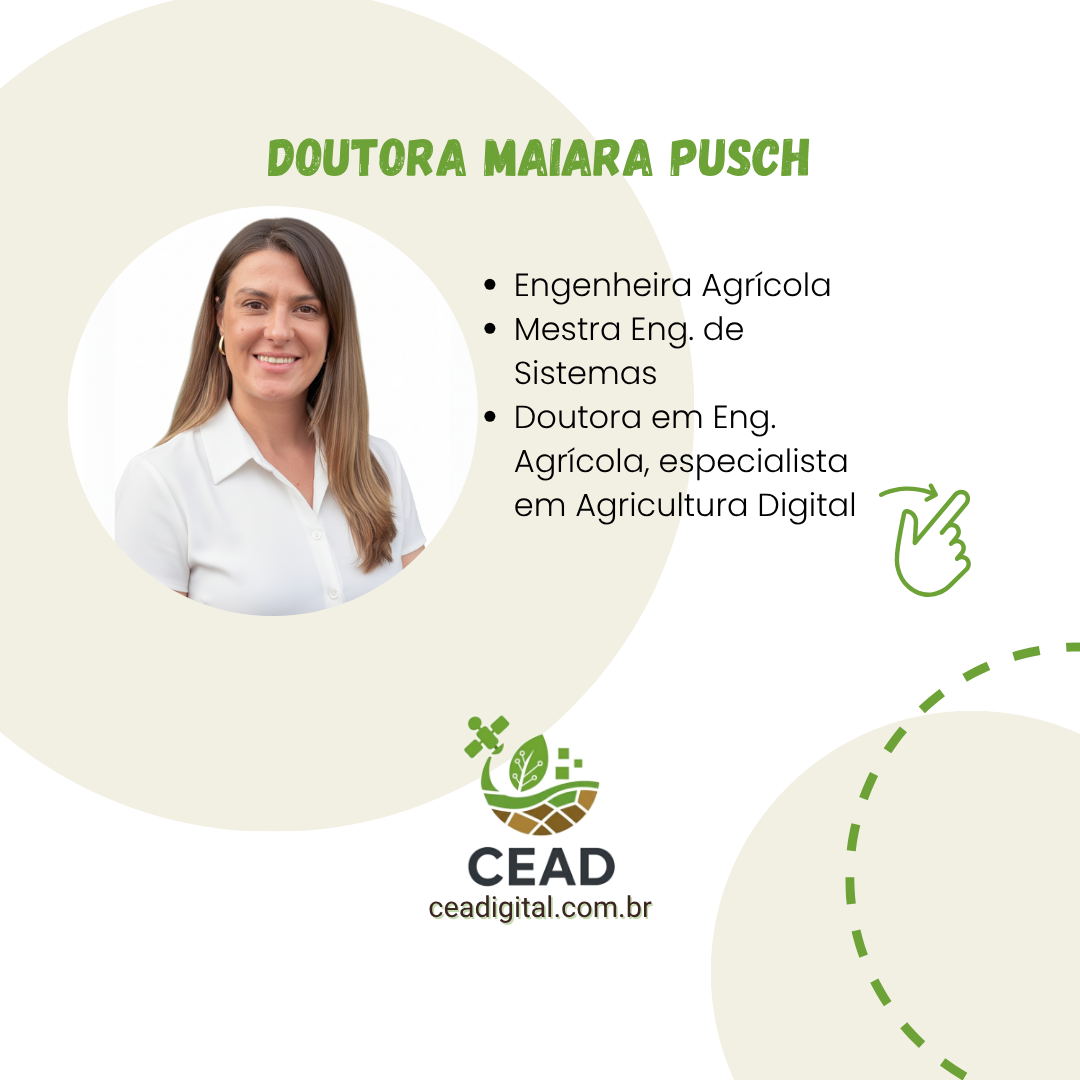 DOUTORA MAIARA PUSCH
• Engenheira Agrícola
• Mestra Eng. de
Sistemas
• Doutora em Eng.
Agrícola, especialista
em Agricultura Digital
CEAD
ceadigital.com.br